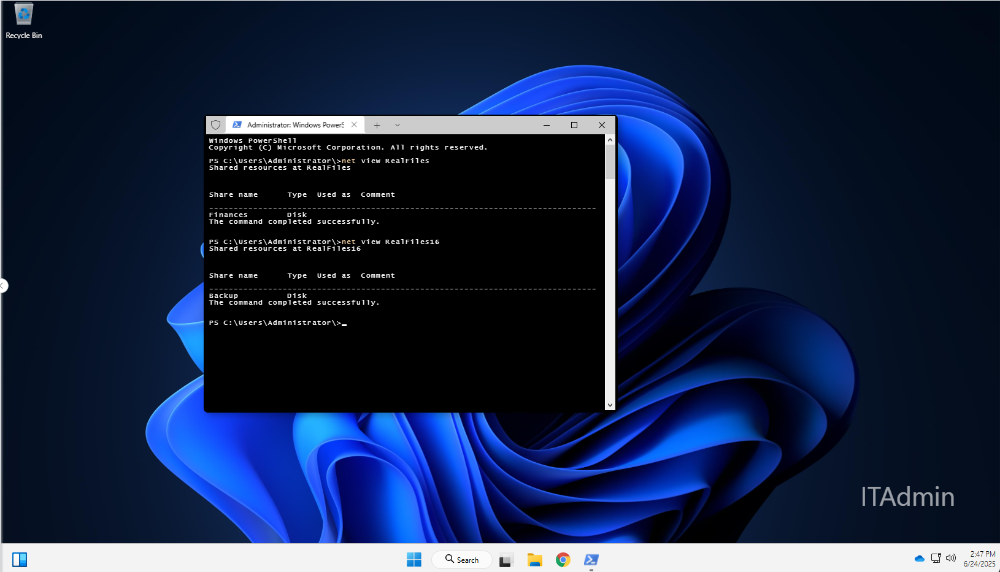 Recycle Bin
Administrator: Windows PowerS
Windows PowerShell
Copyright (C) Microsoft Corporation. All rights reserved.
PS C:\Users\Administrator\>net view RealFiles
Shared resources at RealFiles
Share name      Type  Used as  Comment
-------------------------------------------------------------------------------
Finances        Disk
The command completed successfully.
PS C:\Users\Administrator\>net view RealFiles16
Shared resources at RealFiles16
Share name      Type  Used as  Comment
-------------------------------------------------------------------------------
Backup          Disk
The command completed successfully.
PS C:\Users\Administrator\>
ITAdmin
Search
2:47 PM
6/24/2025